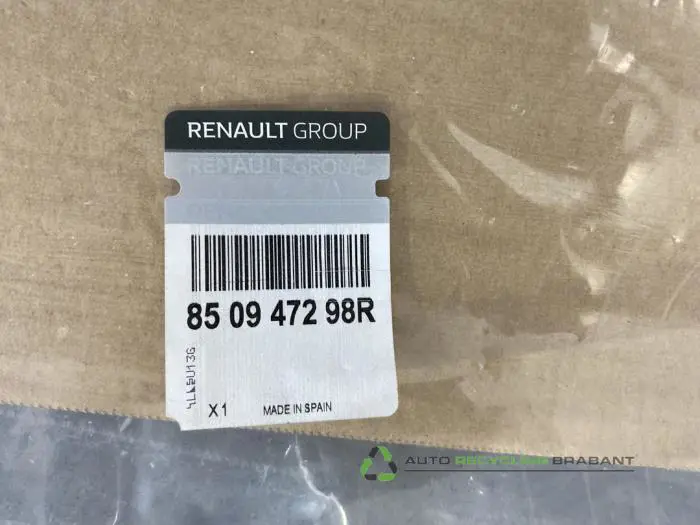 RENAULT GROUP
RENAULT GROUP
85 09 472 98R
X1 MADE IN SPAIN
AUTO RECYCLING BRABANT